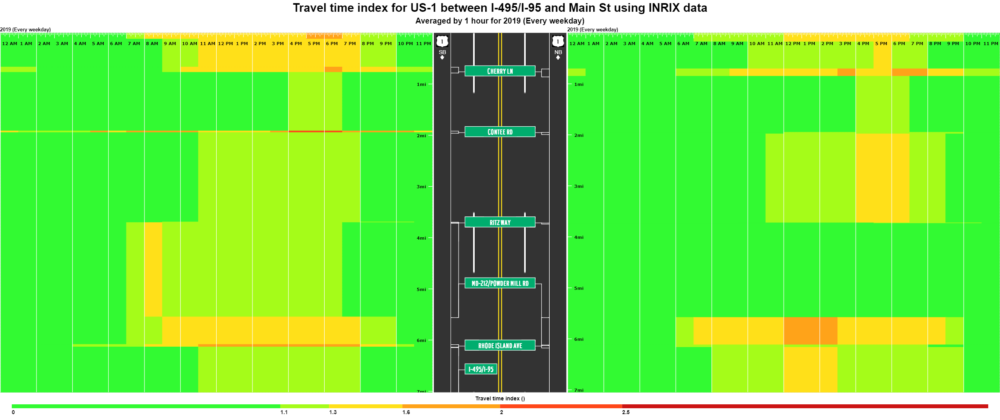 Travel time index for US-1 between I-495/I-95 and Main St using INRIX data
Averaged by 1 hour for 2019 (Every weekday)
2019 (Every weekday)
2019 (Every weekday)
12 AM 1 AM 2 AM 3 AM 4 AM 5 AM 6 AM 7 AM 8 AM 9 AM 10 AM 11 AM 12 PM 1 PM 2 PM 3 PM 4 PM 5 PM 6 PM 7 PM 8 PM 9 PM 10 PM 11 PM
1
SB
1
NB
12 AM 1 AM 2 AM 3 AM 4 AM 5 AM 6 AM 7 AM 8 AM 9 AM 10 AM 11 AM 12 PM 1 PM 2 PM 3 PM 4 PM 5 PM 6 PM 7 PM 8 PM 9 PM 10 PM 11 PM
CHERRY LN
1mi
1mi
CONTEE RD
2mi
2mi
3mi
3mi
RITZ WAY
4mi
4mi
MD-212/POWDER MILL RD
5mi
5mi
6mi
6mi
RHODE ISLAND AVE
I-495/I-95
7mi
7mi
Travel time index ()
0 1.1 1.3 1.6 2 2.5